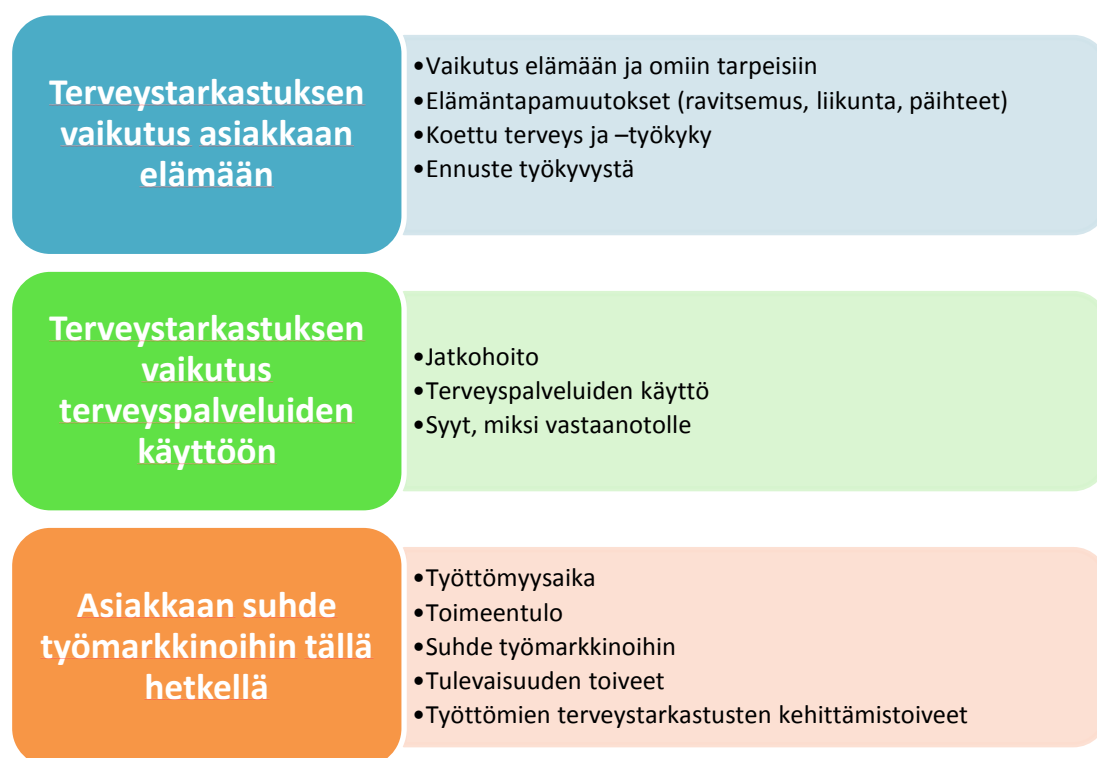 Terveystarkastuksen
vaikutus asiakkaan
elämään
•Vaikutus elämään ja omiin tarpeisiin
•Elämäntapamuutokset (ravitsemus, liikunta, päihteet)
•Koettu terveys ja –työkyky
•Ennuste työkyvystä
Terveystarkastuksen
vaikutus
terveyspalveluiden
käyttöön
•Jatkohoito
•Terveyspalveluiden käyttö
•Syyt, miksi vastaanotolle
Asiakkaan suhde
työmarkkinoihin tällä
hetkellä
•Työttömyysaika
•Toimeentulo
•Suhde työmarkkinoihin
•Tulevaisuuden toiveet
•Työttömien terveystarkastusten kehittämistoiveet